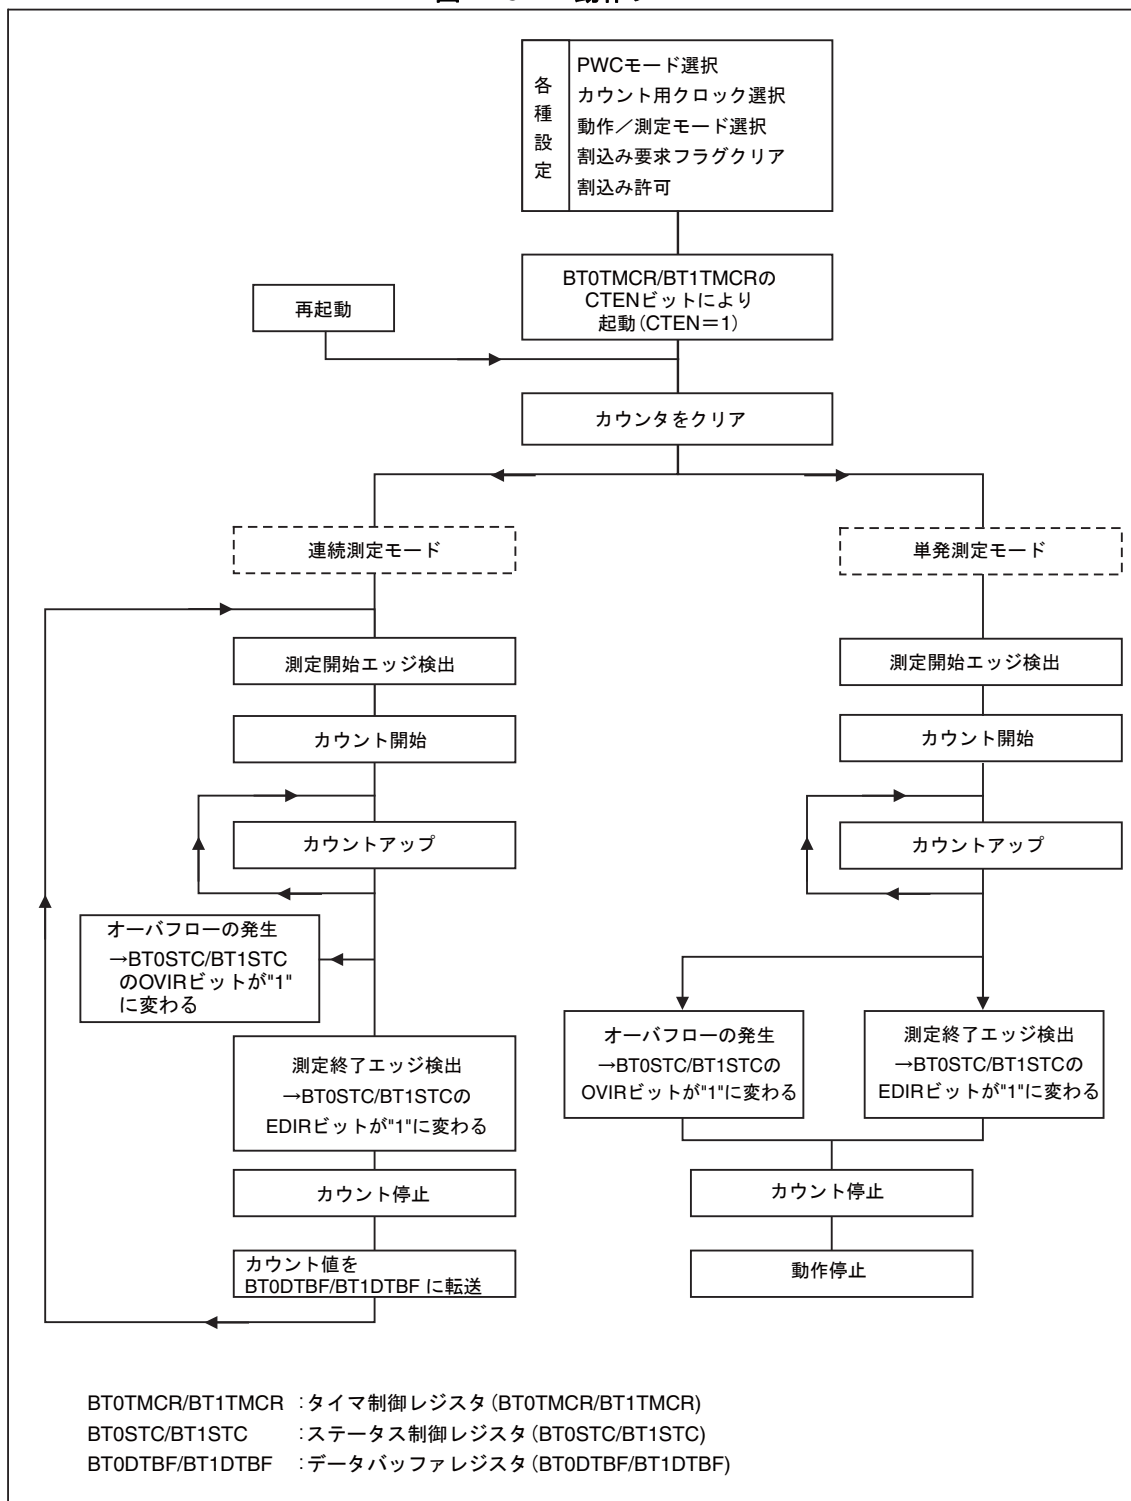 各種設定
PWCモード選択
カウント用クロック選択
動作／測定モード選択
割込み要求フラグクリア
割込み許可
BT0TMCR/BT1TMCRの
CTENビットにより
起動(CTEN＝1)
再起動
カウンタをクリア
連続測定モード
単発測定モード
測定開始エッジ検出
測定開始エッジ検出
カウント開始
カウント開始
カウントアップ
カウントアップ
オーバフローの発生
→BT0STC/BT1STC
のOVIRビットが"1"
に変わる
測定終了エッジ検出
→BT0STC/BT1STCの
EDIRビットが"1"に変わる
オーバフローの発生
→BT0STC/BT1STCの
OVIRビットが"1"に変わる
測定終了エッジ検出
→BT0STC/BT1STCの
EDIRビットが"1"に変わる
カウント停止
カウント停止
カウント値を
BT0DTBF/BT1DTBF に転送
動作停止
BT0TMCR/BT1TMCR :タイマ制御レジスタ(BT0TMCR/BT1TMCR)
BT0STC/BT1STC :ステータス制御レジスタ(BT0STC/BT1STC)
BT0DTBF/BT1DTBF :データバッファレジスタ(BT0DTBF/BT1DTBF)